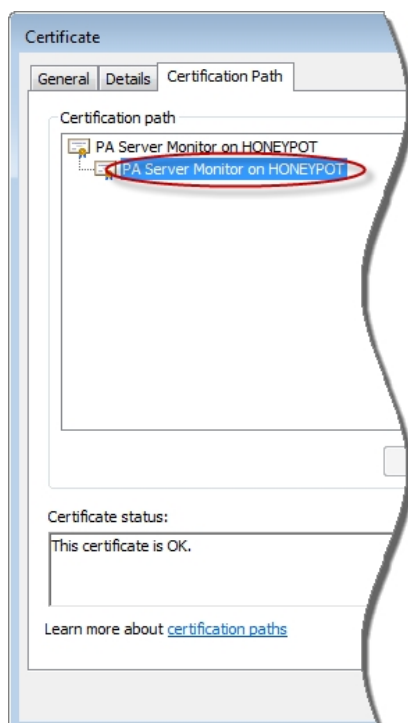 Certificate
General
Details
Certification Path
Certification path
PA Server Monitor on HONEYPOT
PA Server Monitor on HONEYPOT
Certificate status:
This certificate is OK.
Learn more about certification paths